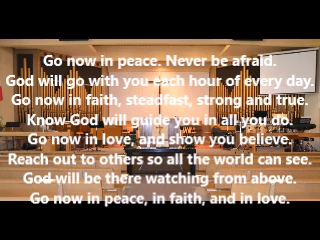 Go now in peace. Never be afraid.
God will go with you each hour of every day.
Go now in faith, steadfast, strong and true.
Know God will guide you in all you do.
Go now in love, and show you believe.
Reach out to others so all the world can see.
God will be there watching from above.
Go now in peace, in faith, and in love.